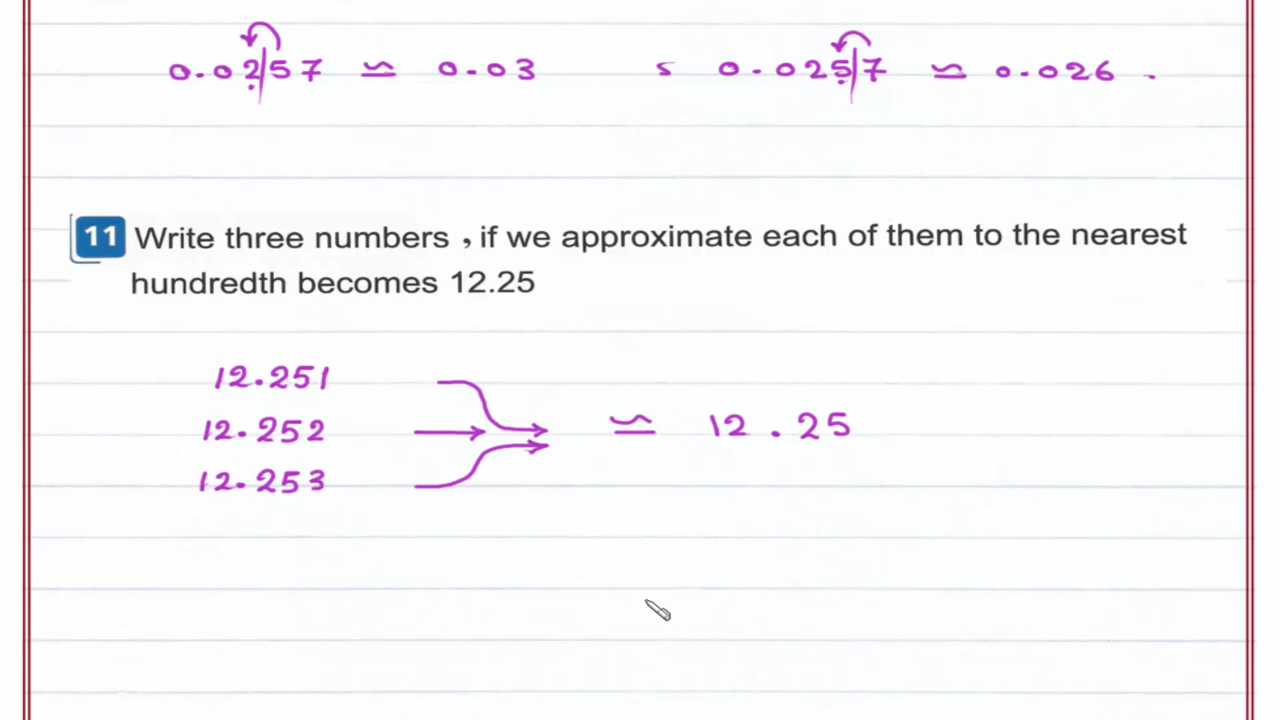 0.0257 ≃ 0.03 , 0.0257 ≃ 0.026 .
11 Write three numbers , if we approximate each of them to the nearest
hundredth becomes 12.25
12.251
12.252 ≃ 12.25
12.253